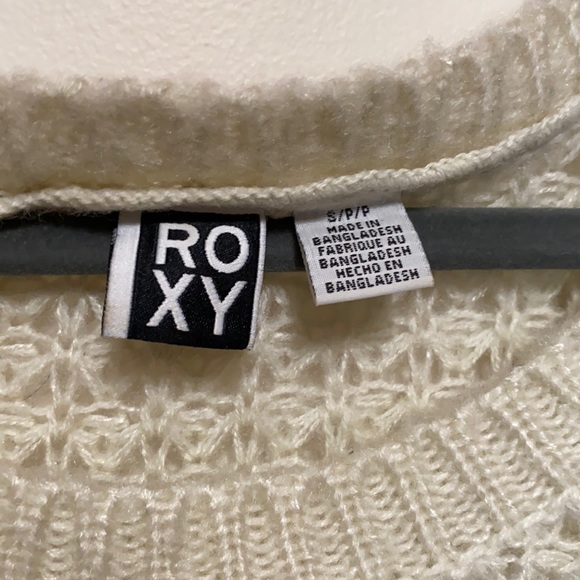 RO
XY
S/P/P
MADE IN
BANGLADESH
FABRIQUE AU
BANGLADESH
HECHO EN
BANGLADESH